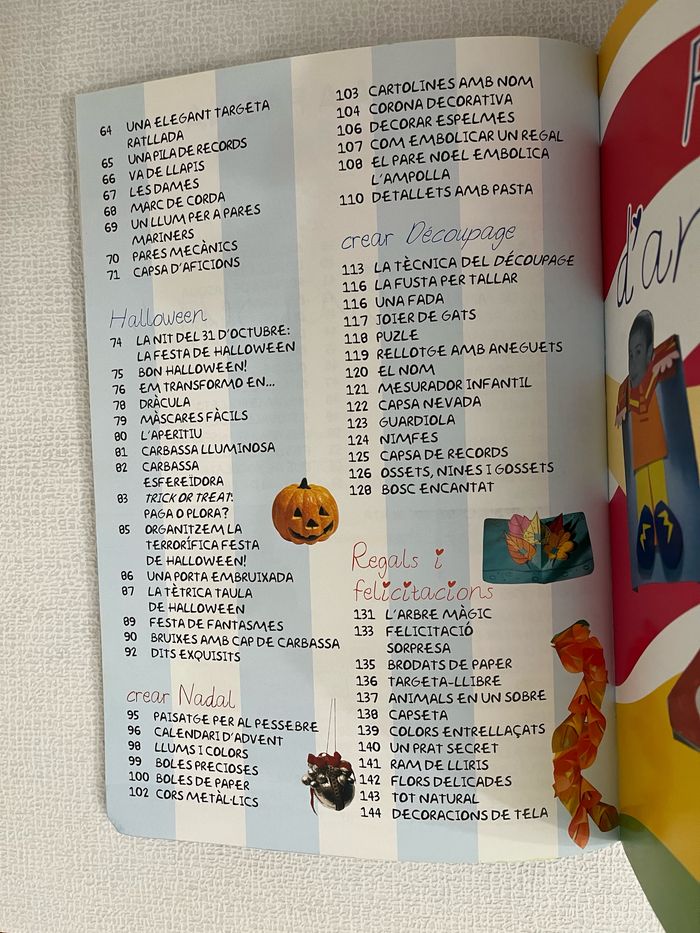 64 UNA ELEGANT TARGETA
RATLLADA
65 UNA PILA DE RECORDS
66 VA DE LLAPIS
67 LES DAMES
68 MARC DE CORDA
69 UN LLUM PER A PARES
MARINERS
70 PARES MECÀNICS
71 CAPSA D'AFICIONS
Halloween
74 LA NIT DEL 31 D'OCTUBRE:
LA FESTA DE HALLOWEEN
75 BON HALLOWEEN!
76 EM TRANSFORMO EN...
78 DRÀCULA
79 MÀSCARES FÀCILS
80 L'APERITIU
81 CARBASSA LLUMINOSA
82 CARBASSA
ESFEREÏDORA
83 TRICK OR TREAT:
PAGA O PLORA?
85 ORGANITZEM LA
TERRORÍFICA FESTA
DE HALLOWEEN!
86 UNA PORTA EMBRUIXADA
87 LA TÈTRICA TAULA
DE HALLOWEEN
89 FESTA DE FANTASMES
90 BRUIXES AMB CAP DE CARBASSA
92 DITS EXQUISITS
crear Nadal
95 PAISATGE PER AL PESSEBRE
96 CALENDARI D'ADVENT
98 LLUMS I COLORS
99 BOLES PRECIOSES
100 BOLES DE PAPER
102 CORS METÀL·LICS
103 CARTOLINES AMB NOM
104 CORONA DECORATIVA
106 DECORAR ESPELMES
107 COM EMBOLICAR UN REGAL
108 EL PARE NOEL EMBOLICA
L'AMPOLLA
110 DETALLETS AMB PASTA
crear Découpage
113 LA TÈCNICA DEL DÉCOUPAGE
116 LA FUSTA PER TALLAR
116 UNA FADA
117 JOIER DE GATS
118 PUZLE
119 RELLOTGE AMB ANEGUETS
120 EL NOM
121 MESURADOR INFANTIL
122 CAPSA NEVADA
123 GUARDIOLA
124 NIMFES
125 CAPSA DE RECORDS
126 OSSETS, NINES I GOSSETS
128 BOSC ENCANTAT
Regals i
felicitacions
131 L'ARBRE MÀGIC
133 FELICITACIÓ
SORPRESA
135 BRODATS DE PAPER
136 TARGETA-LLIBRE
137 ANIMALS EN UN SOBRE
138 CAPSETA
139 COLORS ENTRELLAÇATS
140 UN PRAT SECRET
141 RAM DE LLIRIS
142 FLORS DELICADES
143 TOT NATURAL
144 DECORACIONS DE TELA